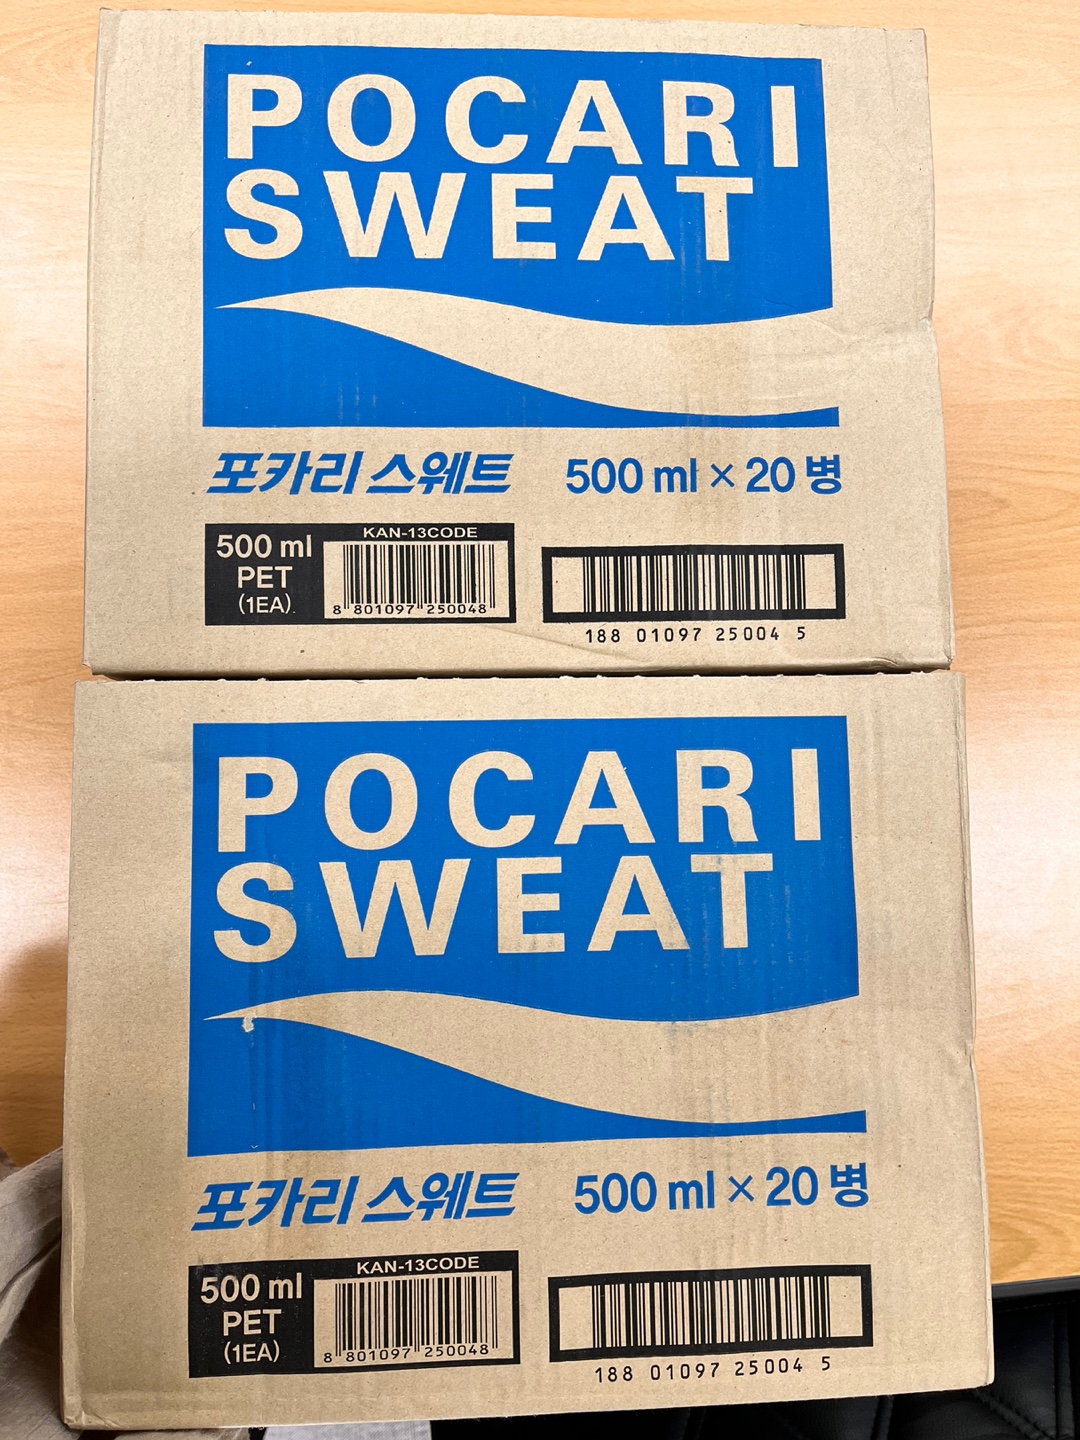 POCARI
SWEAT
포카리 스웨트 500 ml × 20 병
KAN-13CODE
500 ml
PET
(1EA)
8 801097 250048
188 01097 25004 5
POCARI
SWEAT
포카리 스웨트 500 ml × 20 병
KAN-13CODE
500 ml
PET
(1EA)
8 801097 250048
188 01097 25004 5